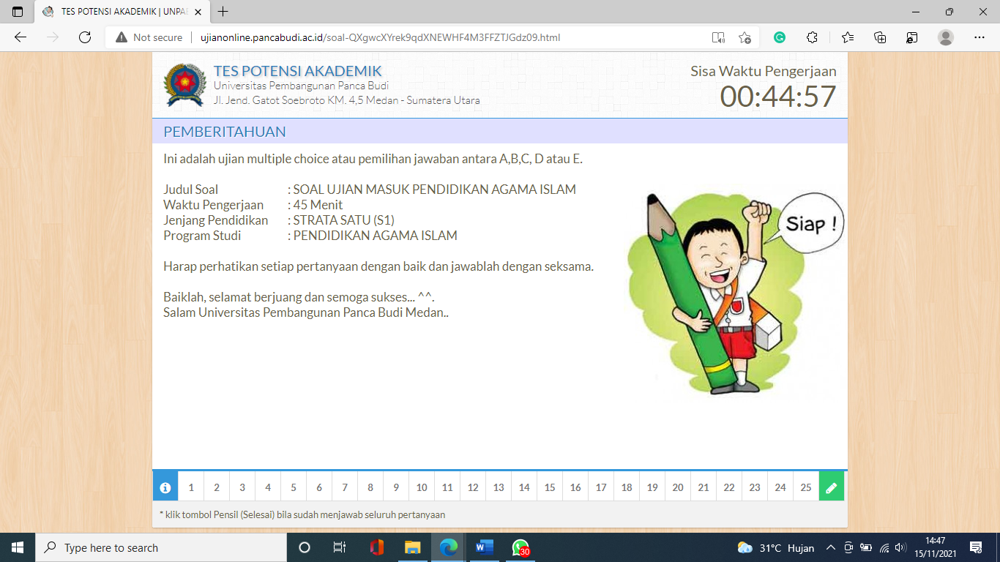 TES POTENSI AKADEMIK | UNPAB
Not secure | ujianonline.pancabudi.ac.id/soal-QXgwcXYrek9qdXNEWHF4M3FFZTJGdz09.html
TES POTENSI AKADEMIK
Universitas Pembangunan Panca Budi
Jl. Jend. Gatot Soebroto KM. 4,5 Medan - Sumatera Utara
Sisa Waktu Pengerjaan
00:44:57
PEMBERITAHUAN
Ini adalah ujian multiple choice atau pemilihan jawaban antara A,B,C, D atau E.
Judul Soal : SOAL UJIAN MASUK PENDIDIKAN AGAMA ISLAM
Waktu Pengerjaan : 45 Menit
Jenjang Pendidikan : STRATA SATU (S1)
Program Studi : PENDIDIKAN AGAMA ISLAM
Harap perhatikan setiap pertanyaan dengan baik dan jawablah dengan seksama.
Baiklah, selamat berjuang dan semoga sukses... ^^.
Salam Universitas Pembangunan Panca Budi Medan..
Siap !
1 2 3 4 5 6 7 8 9 10 11 12 13 14 15 16 17 18 19 20 21 22 23 24 25
* klik tombol Pensil (Selesai) bila sudah menjawab seluruh pertanyaan
Type here to search
30
31°C Hujan
14:47
15/11/2021